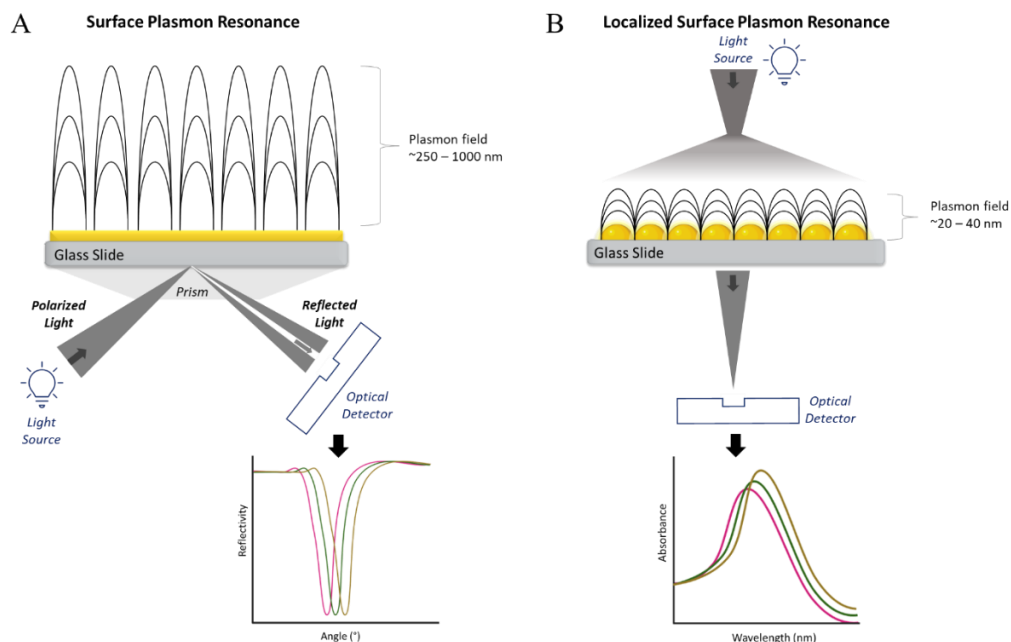 A
Surface Plasmon Resonance
Plasmon field
~250 – 1000 nm
Glass Slide
Prism
Polarized
Light
Reflected
Light
Light
Source
Optical
Detector
Reflectivity
Angle (°)
B
Localized Surface Plasmon Resonance
Light
Source
Plasmon field
~20 – 40 nm
Glass Slide
Optical
Detector
Absorbance
Wavelength (nm)